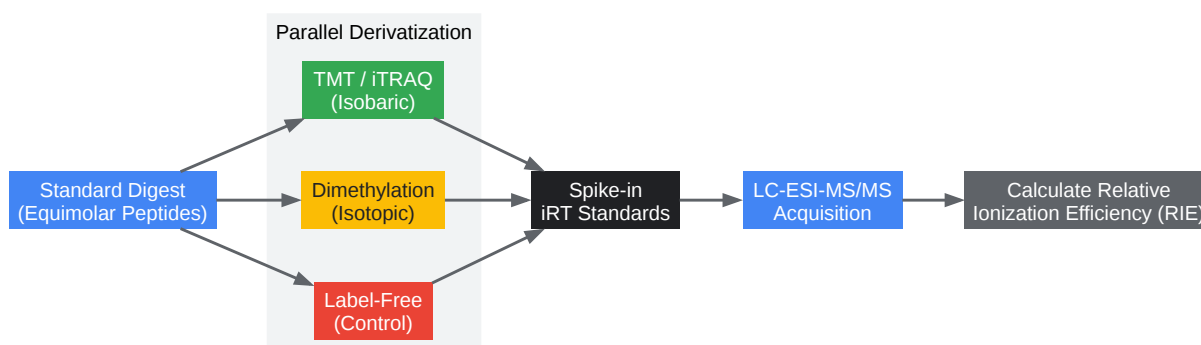 Parallel Derivatization
TMT / iTRAQ
(Isobaric)
Standard Digest
(Equimolar Peptides)
Dimethylation
(Isotopic)
Label-Free
(Control)
Spike-in
iRT Standards
LC-ESI-MS/MS
Acquisition
Calculate Relative
Ionization Efficiency (RIE)